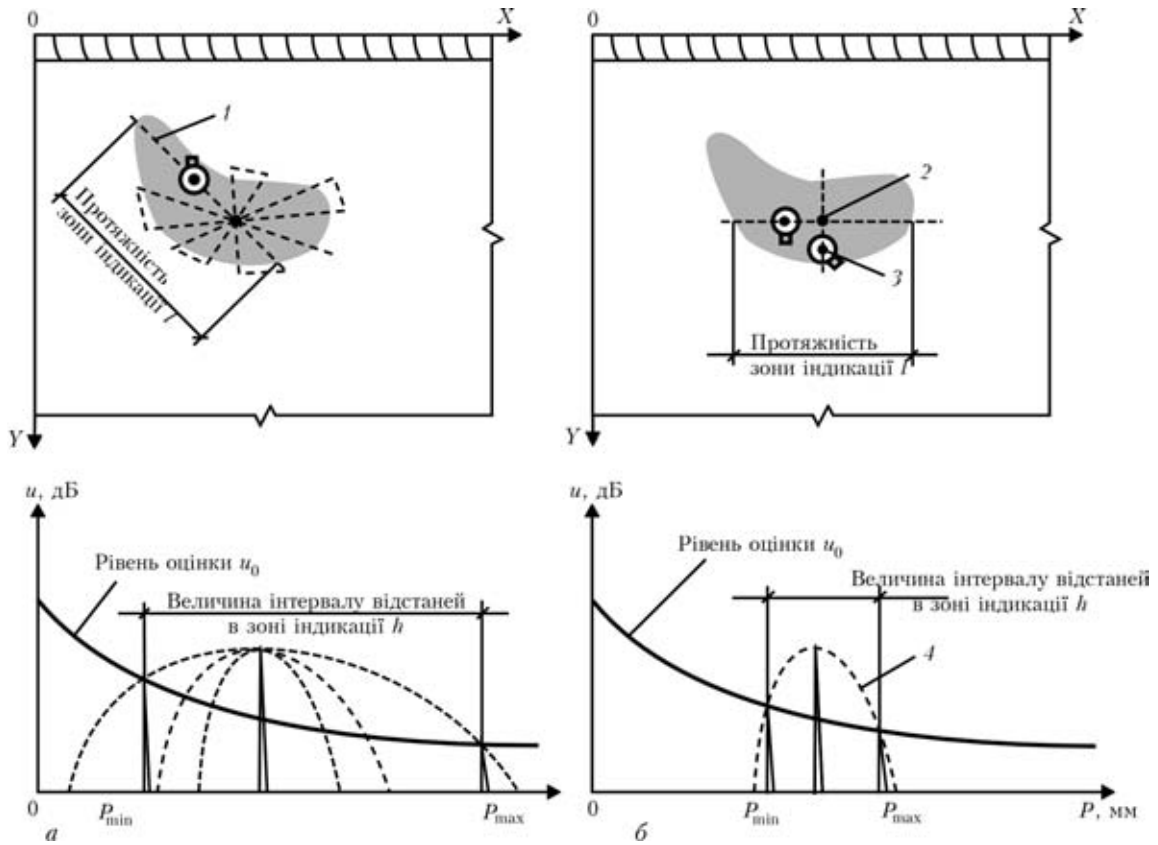 0
X
1
Протяжність
зони індикації l
Y
0
X
2
3
Протяжність
зони індикації l
Y
u, дБ
Рівень оцінки u₀
Величина інтервалу відстаней
в зоні індикації h
0
Pmin
Pmax
а
u, дБ
Рівень оцінки u₀
Величина інтервалу відстаней
в зоні індикації h
4
0
Pmin
Pmax
P, мм
б